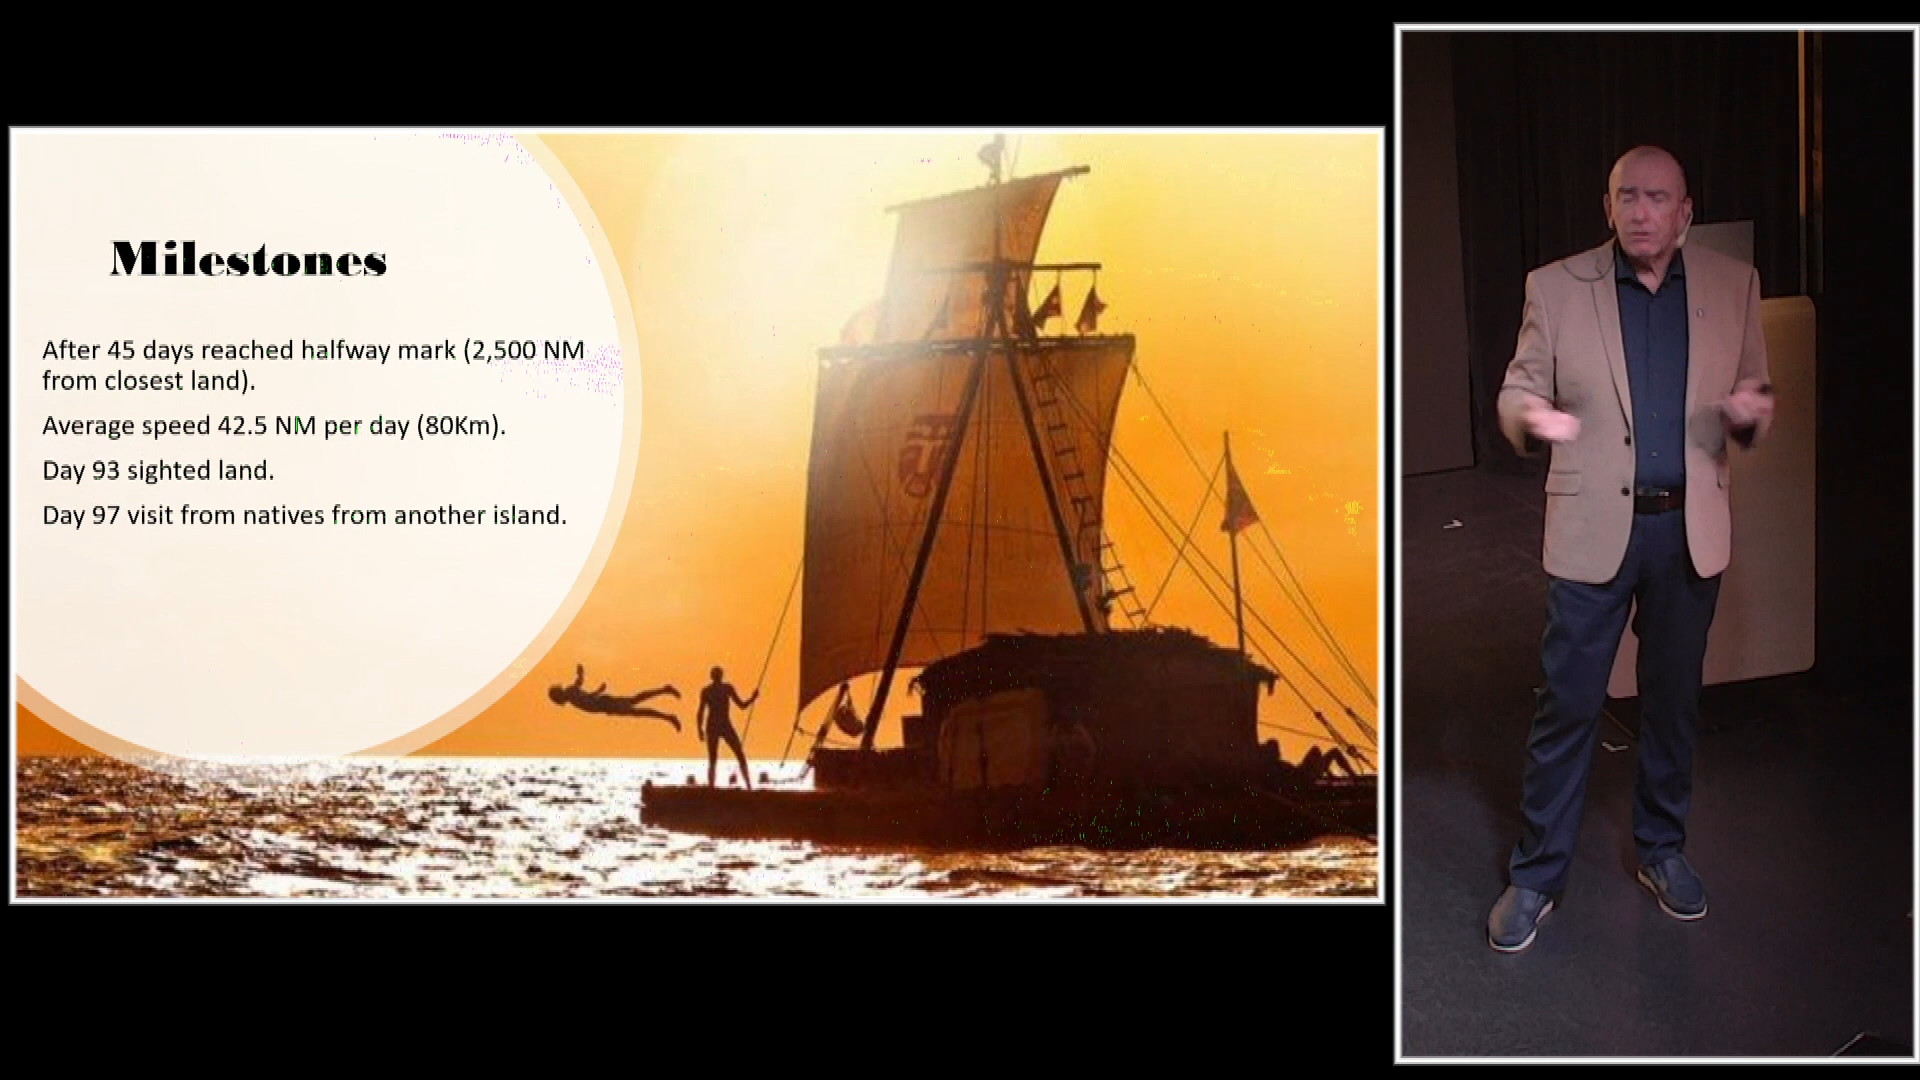 Milestones
After 45 days reached halfway mark (2,500 NM
from closest land).
Average speed 42.5 NM per day (80Km).
Day 93 sighted land.
Day 97 visit from natives from another island.